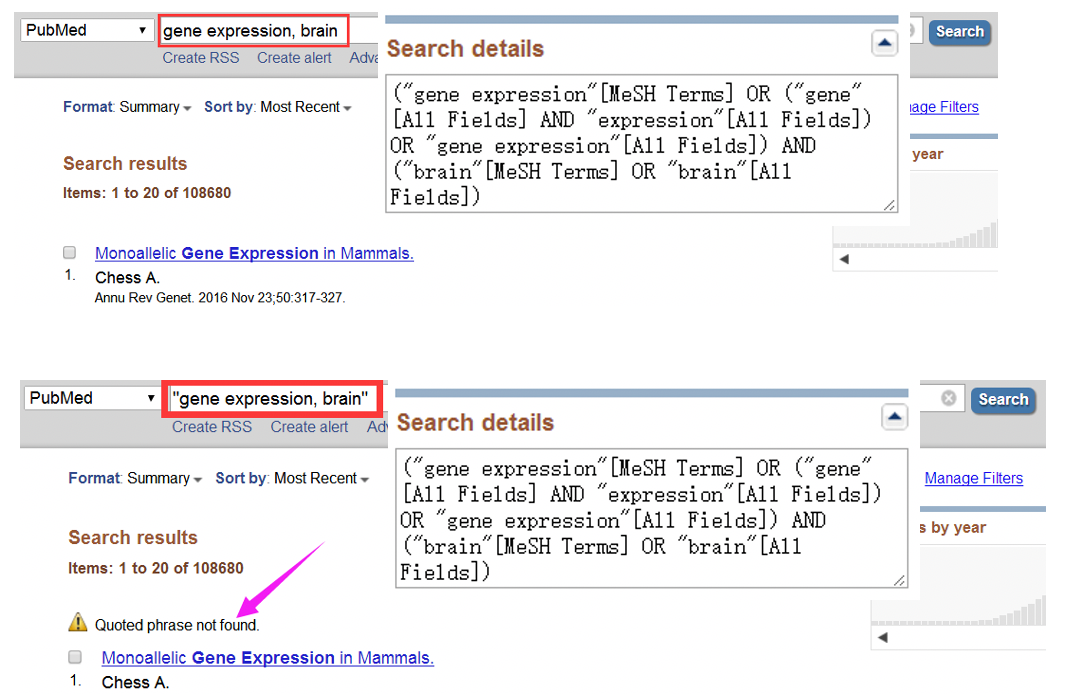 PubMed
gene expression, brain
Search
Create RSS Create alert Adva
Search details
("gene expression"[MeSH Terms] OR ("gene"
[All Fields] AND "expression"[All Fields])
OR "gene expression"[All Fields]) AND
("brain"[MeSH Terms] OR "brain"[All
Fields])
Format: Summary Sort by: Most Recent
nage Filters
year
Search results
Items: 1 to 20 of 108680
Monoallelic Gene Expression in Mammals.
1. Chess A.
Annu Rev Genet. 2016 Nov 23;50:317-327.
PubMed
"gene expression, brain"
Search
Create RSS Create alert Adv
Search details
("gene expression"[MeSH Terms] OR ("gene"
[All Fields] AND "expression"[All Fields])
OR "gene expression"[All Fields]) AND
("brain"[MeSH Terms] OR "brain"[All
Fields])
Format: Summary Sort by: Most Recent
Manage Filters
s by year
Search results
Items: 1 to 20 of 108680
Quoted phrase not found.
Monoallelic Gene Expression in Mammals.
1. Chess A.